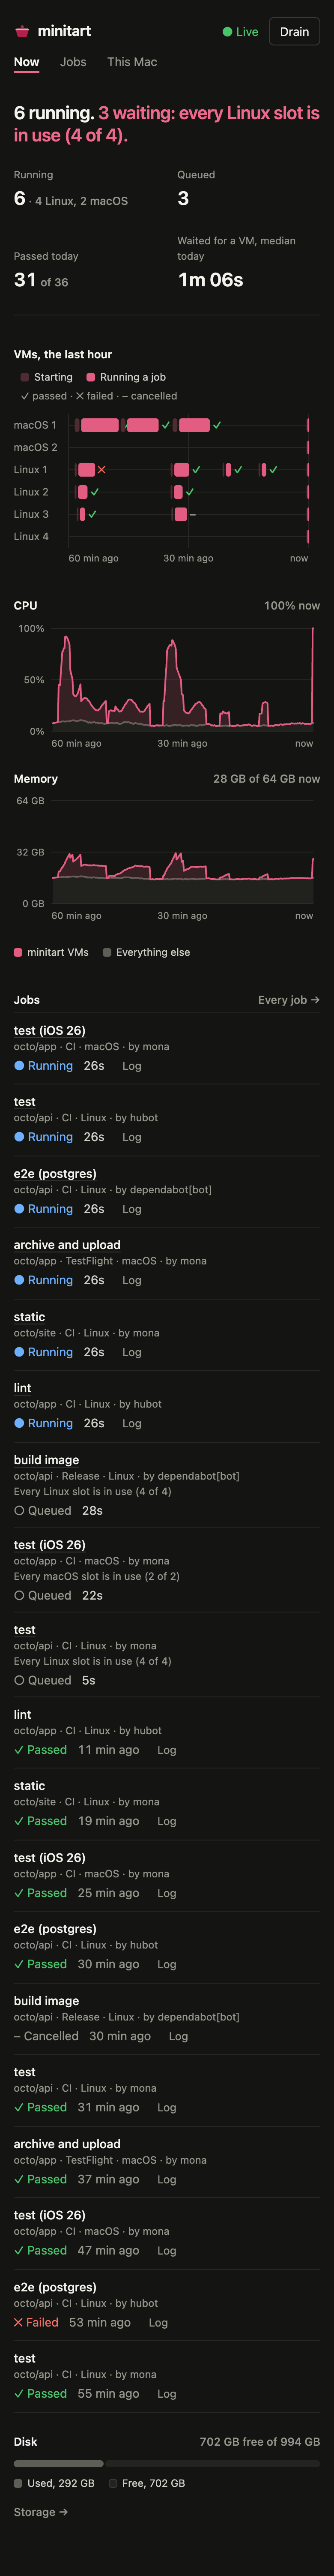 minitart
Live
Drain
Now
Jobs
This Mac
6 running. 3 waiting: every Linux slot is
in use (4 of 4).
Running
Queued
6 · 4 Linux, 2 macOS
3
Passed today
Waited for a VM, median
today
31 of 36
1m 06s
VMs, the last hour
Starting
Running a job
✓ passed · ✕ failed · – cancelled
macOS 1
macOS 2
Linux 1
Linux 2
Linux 3
Linux 4
60 min ago
30 min ago
now
CPU
100% now
100%
50%
0%
60 min ago
30 min ago
now
Memory
28 GB of 64 GB now
64 GB
32 GB
0 GB
60 min ago
30 min ago
now
minitart VMs
Everything else
Jobs
Every job →
test (iOS 26)
octo/app · CI · macOS · by mona
Running 26s Log
test
octo/app · CI · Linux · by hubot
Running 26s Log
e2e (postgres)
octo/api · CI · Linux · by dependabot[bot]
Running 26s Log
archive and upload
octo/app · TestFlight · macOS · by mona
Running 26s Log
static
octo/site · CI · Linux · by mona
Running 26s Log
lint
octo/app · CI · Linux · by hubot
Running 26s Log
build image
octo/api · Release · Linux · by dependabot[bot]
Every Linux slot is in use (4 of 4)
Queued 28s
test (iOS 26)
octo/app · CI · macOS · by mona
Every macOS slot is in use (2 of 2)
Queued 22s
test
octo/api · CI · Linux · by mona
Every Linux slot is in use (4 of 4)
Queued 5s
lint
octo/app · CI · Linux · by hubot
✓ Passed 11 min ago Log
static
octo/site · CI · Linux · by mona
✓ Passed 19 min ago Log
test (iOS 26)
octo/app · CI · macOS · by mona
✓ Passed 25 min ago Log
e2e (postgres)
octo/api · CI · Linux · by hubot
✓ Passed 30 min ago Log
build image
octo/api · Release · Linux · by dependabot[bot]
– Cancelled 30 min ago Log
test
octo/api · CI · Linux · by mona
✓ Passed 31 min ago Log
archive and upload
octo/app · TestFlight · macOS · by mona
✓ Passed 37 min ago Log
test (iOS 26)
octo/app · CI · macOS · by mona
✓ Passed 47 min ago Log
e2e (postgres)
octo/api · CI · Linux · by hubot
✕ Failed 53 min ago Log
test
octo/api · CI · Linux · by mona
✓ Passed 55 min ago Log
Disk
702 GB free of 994 GB
Used, 292 GB
Free, 702 GB
Storage →